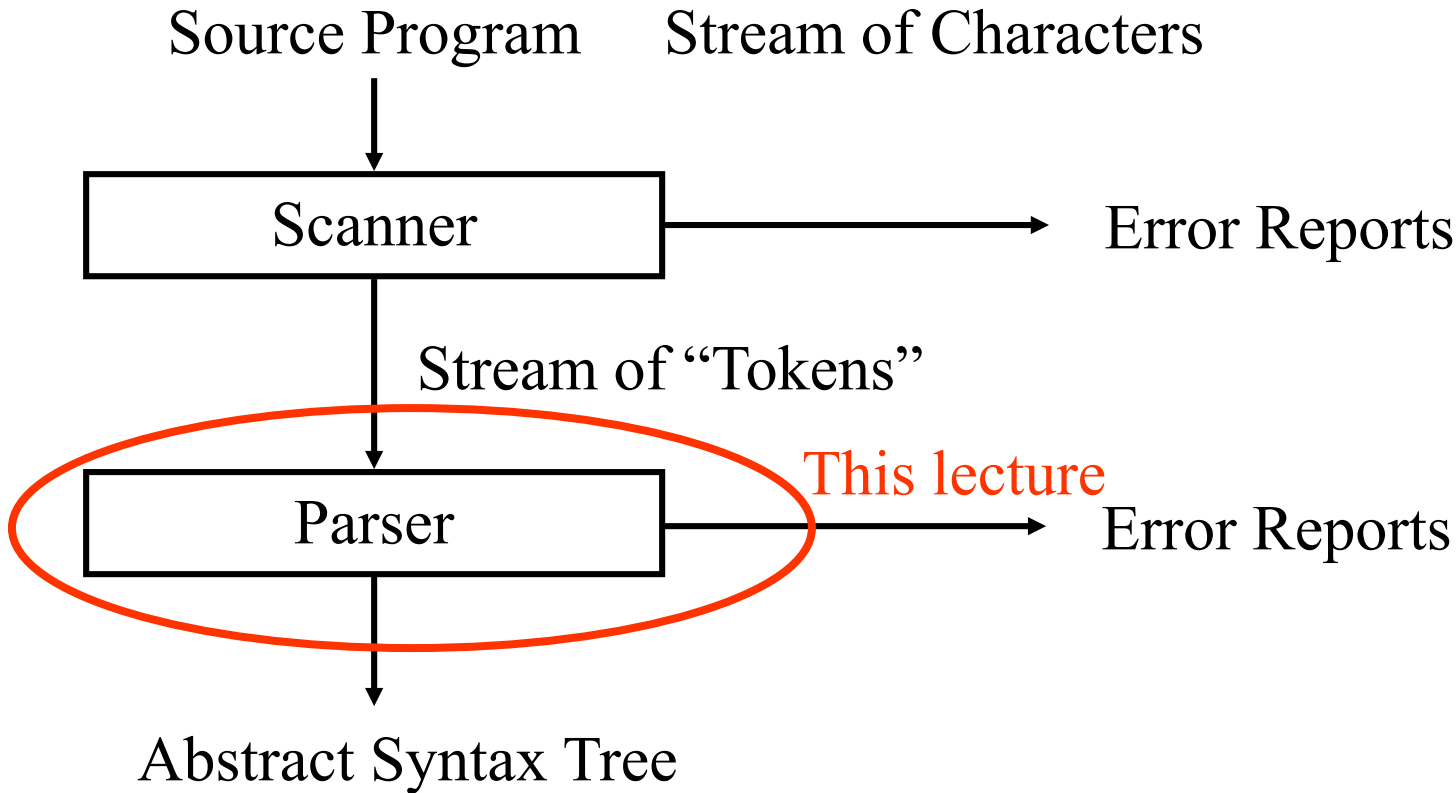 Source Program Stream of Characters
Scanner
Error Reports
Stream of “Tokens”
This lecture
Parser
Error Reports
Abstract Syntax Tree